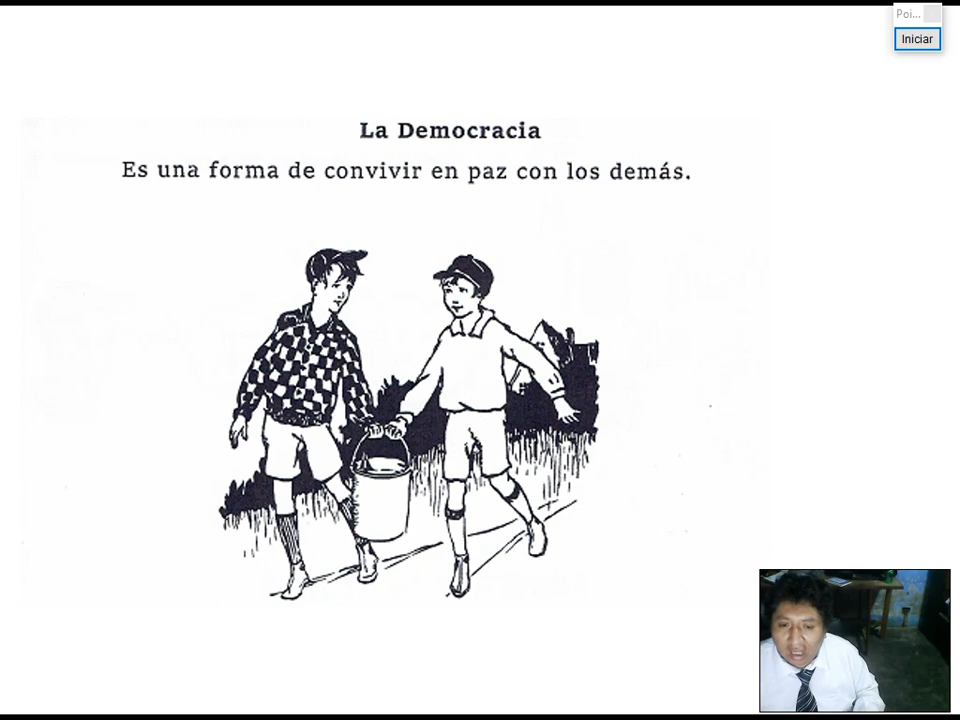 Poi...
Iniciar
La Democracia
Es una forma de convivir en paz con los demás.